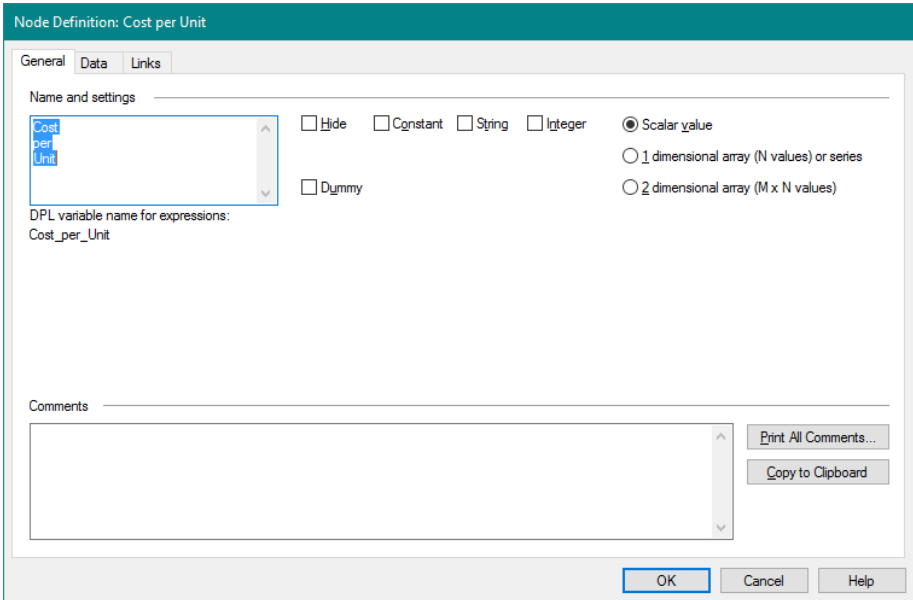 Node Definition: Cost per Unit
General Data Links
Name and settings
Cost
per
Unit
Hide Constant String Integer
Dummy
Scalar value
1 dimensional array (N values) or series
2 dimensional array (M x N values)
DPL variable name for expressions:
Cost_per_Unit
Comments
Print All Comments...
Copy to Clipboard
OK Cancel Help